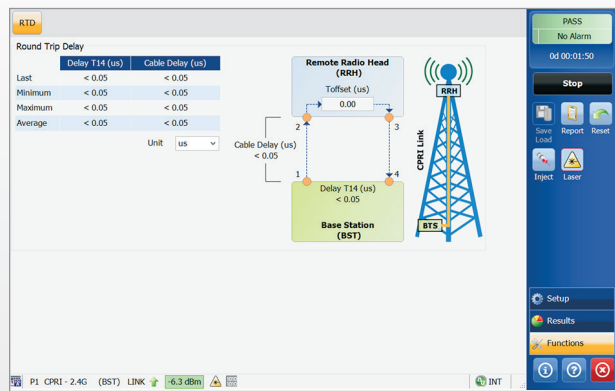 RTD
Round Trip Delay
Delay T14 (us) Cable Delay (us)
Last < 0.05 < 0.05
Minimum < 0.05 < 0.05
Maximum < 0.05 < 0.05
Average < 0.05 < 0.05
Unit us
Remote Radio Head
(RRH)
Toffset (us)
0.00
2 3
Cable Delay (us)
< 0.05
1 4
Delay T14 (us)
< 0.05
Base Station
(BST)
RRH
CPRI Link
BTS
PASS
No Alarm
0d 00:01:50
Stop
Save
Load
Report
Reset
Inject
Laser
Setup
Results
Functions
P1 CPRI - 2.4G (BST) LINK -6.3 dBm INT